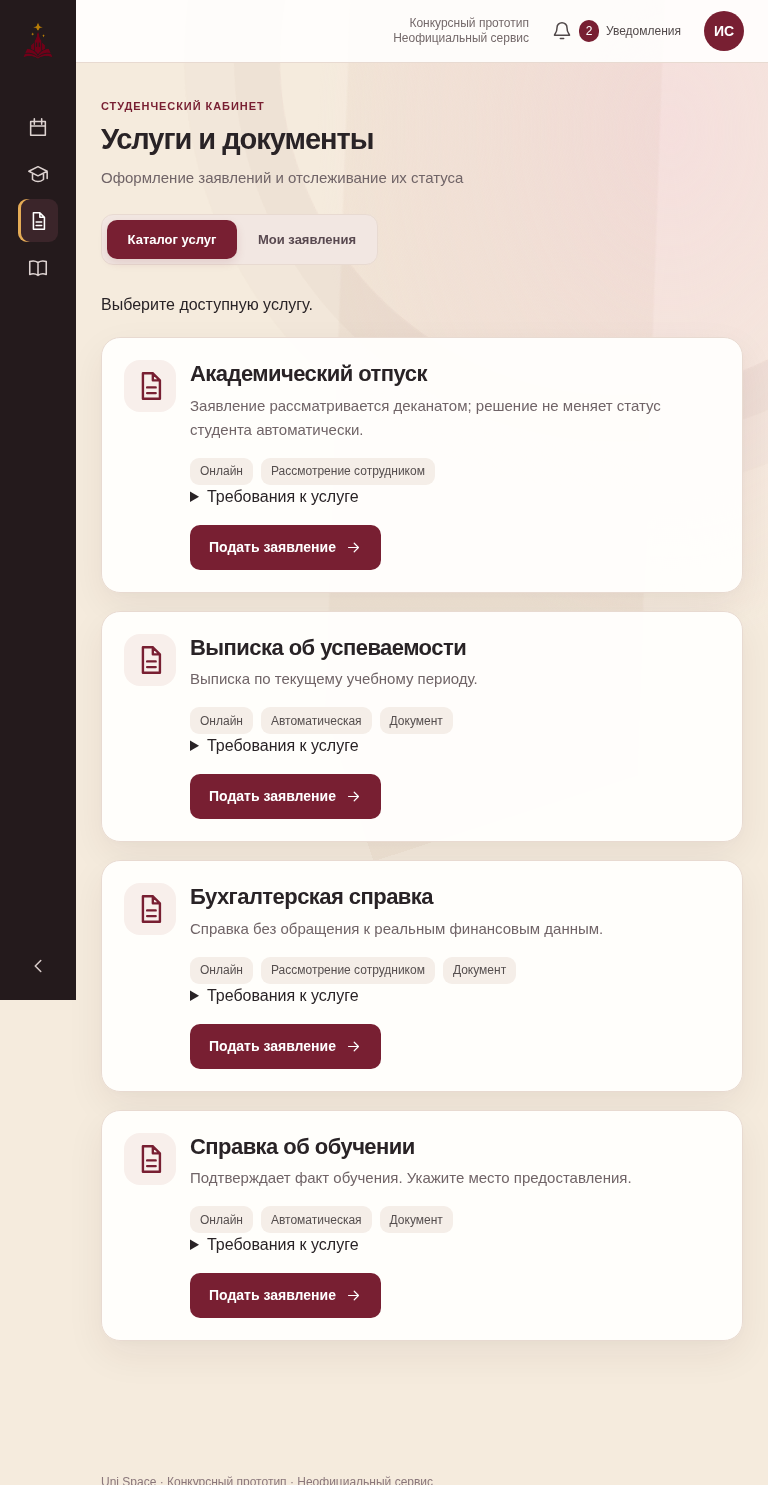 Конкурсный прототип
Неофициальный сервис
2
Уведомления
ИС
СТУДЕНЧЕСКИЙ КАБИНЕТ
Услуги и документы
Оформление заявлений и отслеживание их статуса
Каталог услуг
Мои заявления
Выберите доступную услугу.
Академический отпуск
Заявление рассматривается деканатом; решение не меняет статус
студента автоматически.
Онлайн
Рассмотрение сотрудником
Требования к услуге
Подать заявление
Выписка об успеваемости
Выписка по текущему учебному периоду.
Онлайн
Автоматическая
Документ
Требования к услуге
Подать заявление
Бухгалтерская справка
Справка без обращения к реальным финансовым данным.
Онлайн
Рассмотрение сотрудником
Документ
Требования к услуге
Подать заявление
Справка об обучении
Подтверждает факт обучения. Укажите место предоставления.
Онлайн
Автоматическая
Документ
Требования к услуге
Подать заявление
Uni Space · Конкурсный прототип · Неофициальный сервис